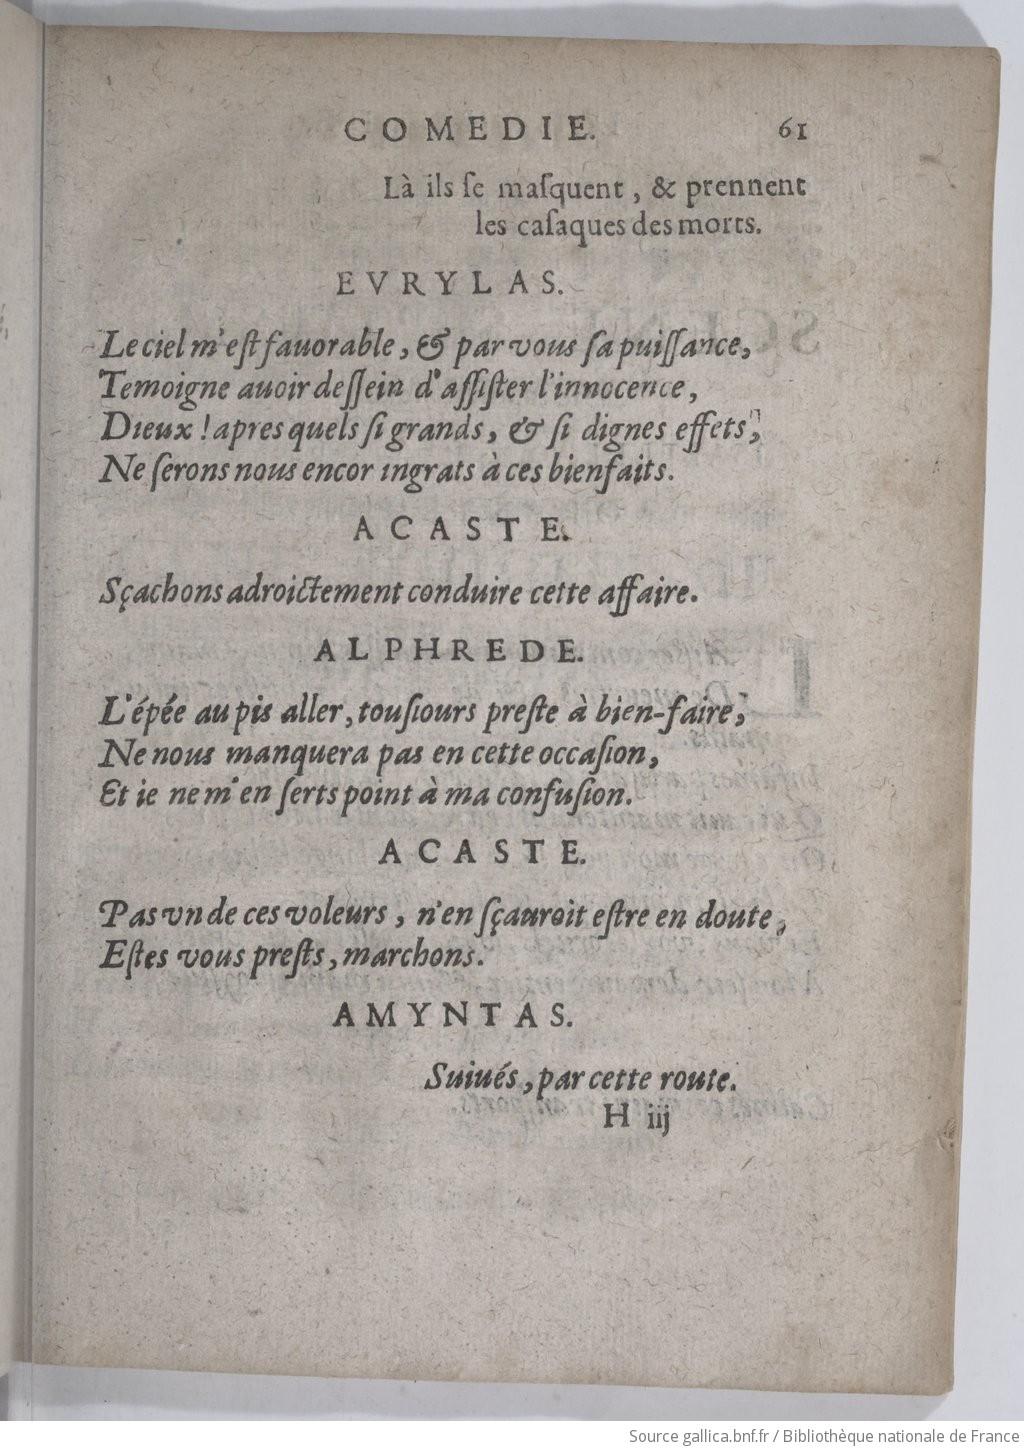 COMEDIE. 61
Là ils ſe maſquent, & prennent
les caſaques des morts.
EVRYLAS.
Le ciel m'eſt fauorable, & par vous ſa puiſſance,
Temoigne auoir deſſein d'aſſiſter l'innocence,
Dieux ! apres quels ſi grands, & ſi dignes effets,
Ne ſerons nous encor ingrats à ces bienfaits.
ACASTE.
Sçachons adroictement conduire cette affaire.
ALPHREDE.
L'épée au pis aller, touſiours preſte à bien-faire,
Ne nous manquera pas en cette occaſion,
Et ie ne m'en ſerts point à ma confuſion.
ACASTE.
Pas vn de ces voleurs, n'en ſçauroit eſtre en doute,
Eſtes vous preſts, marchons.
AMYNTAS.
Suiués, par cette route.
H iij
Source gallica.bnf.fr / Bibliothèque nationale de France